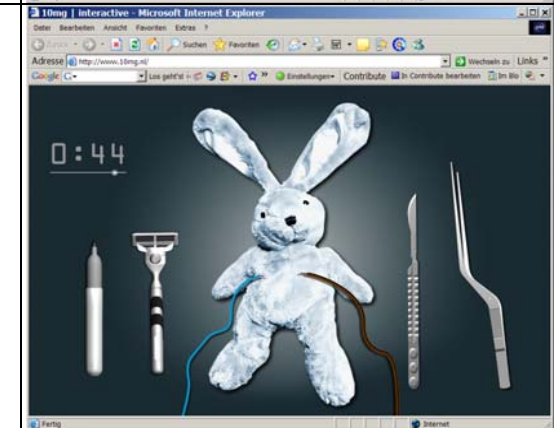 10mg | interactive - Microsoft Internet Explorer
Datei Bearbeiten Ansicht Favoriten Extras ?
Zurück Suchen Favoriten
Adresse http://www.10mg.nl/ Wechseln zu Links »
Google G Los geht's! » Einstellungen Contribute In Contribute bearbeiten Im Blo
0:44
Fertig Internet